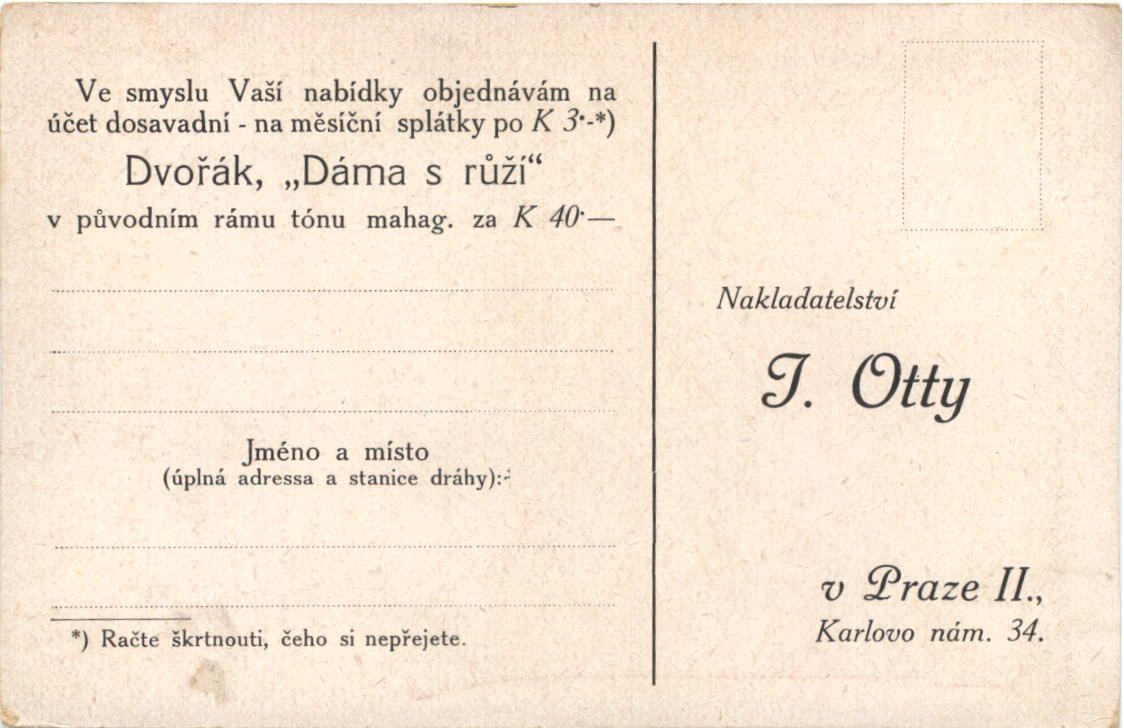 Ve smyslu Vaší nabídky objednávám na
účet dosavadní - na měsíční splátky po K 3·-*)
Dvořák, „Dáma s růží“
v původním rámu tónu mahag. za K 40·—
Jméno a místo
(úplná adressa a stanice dráhy):-
*) Račte škrtnouti, čeho si nepřejete.
Nakladatelství
J. Otty
v Praze II.,
Karlovo nám. 34.